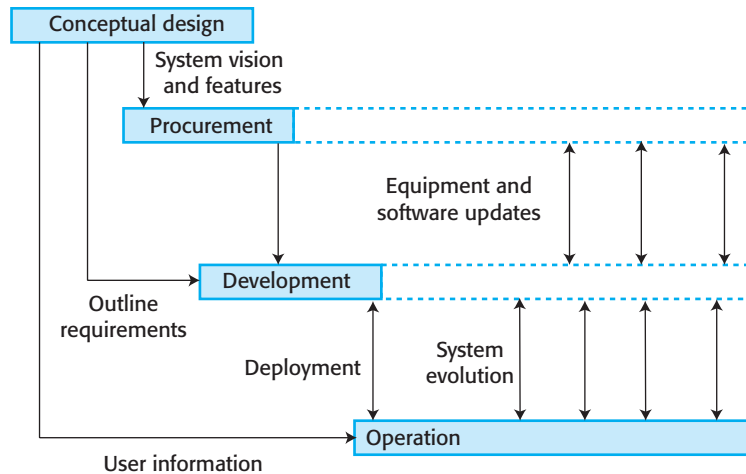 Conceptual design
System vision
and features
Procurement
Equipment and
software updates
Development
Outline
requirements
Deployment
System
evolution
Operation
User information